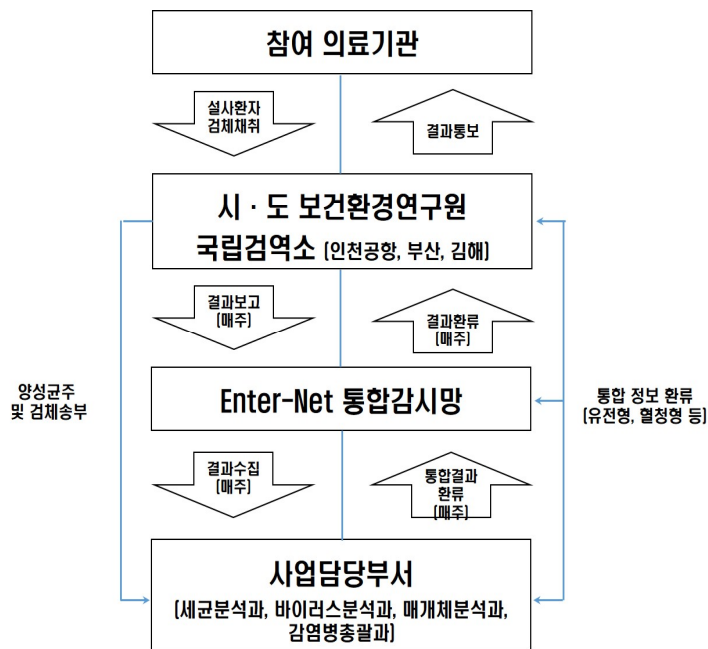 참여 의료기관
설사환자
검체채취
결과통보
시 · 도 보건환경연구원
국립검역소 (인천공항, 부산, 김해)
결과보고
(매주)
결과환류
(매주)
양성균주
및 검체송부
Enter-Net 통합감시망
통합 정보 환류
(유전형, 혈청형 등)
결과수집
(매주)
통합결과
환류
(매주)
사업담당부서
(세균분석과, 바이러스분석과, 매개체분석과,
감염병총괄과)